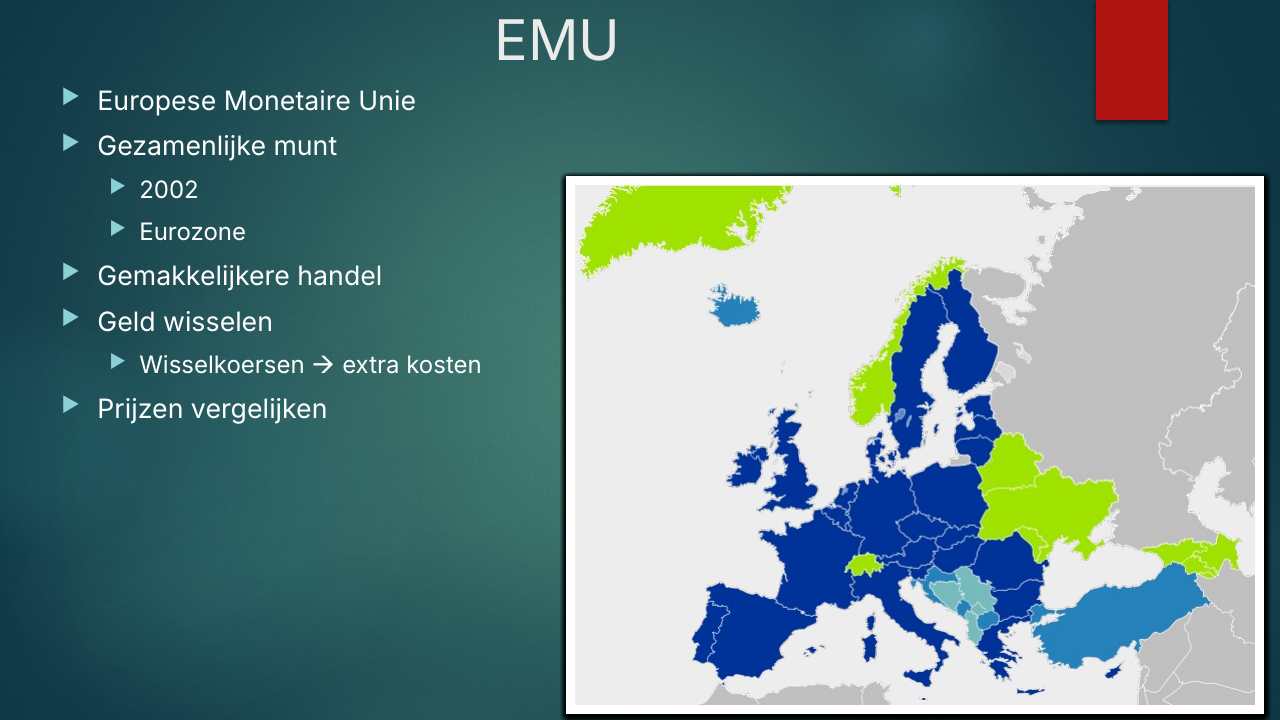 EMU
Europese Monetaire Unie
Gezamenlijke munt
2002
Eurozone
Gemakkelijkere handel
Geld wisselen
Wisselkoersen → extra kosten
Prijzen vergelijken